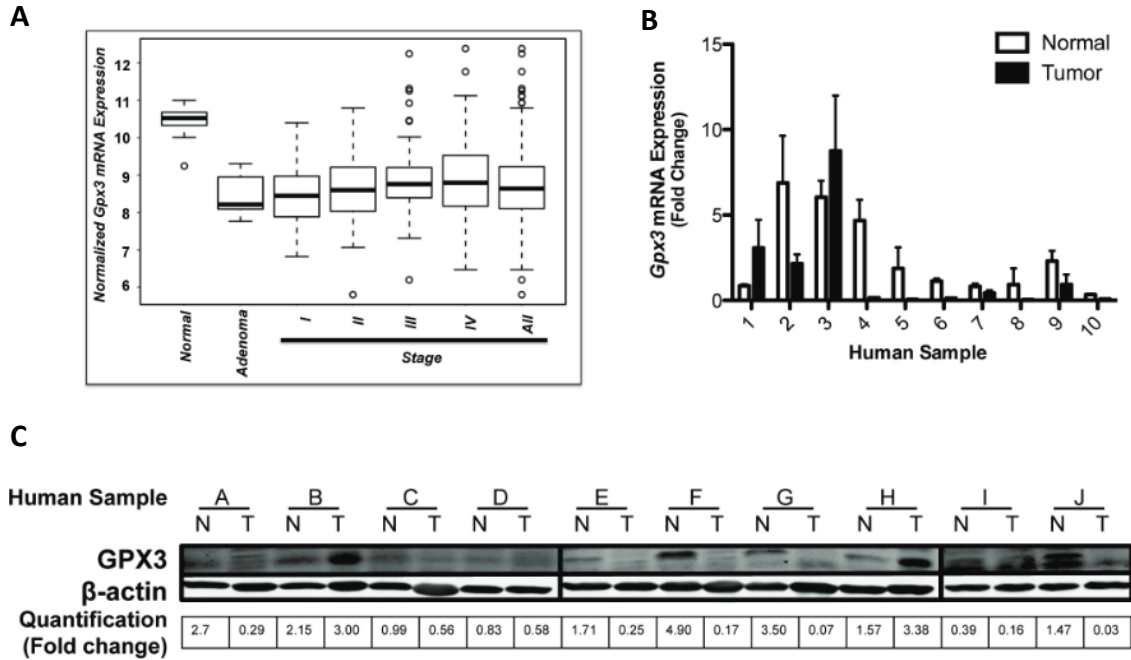 A
Normalized Gpx3 mRNA Expression
12
11
10
9
8
7
6
Normal
Adenoma
I
II
III
IV
All
Stage
B
Gpx3 mRNA Expression
(Fold Change)
15
10
5
0
Normal
Tumor
1 2 3 4 5 6 7 8 9 10
Human Sample
C
Human Sample A B C D E F G H I J
N T N T N T N T N T N T N T N T N T N T
GPX3
β-actin
Quantification
(Fold change)
2.7 0.29 2.15 3.00 0.99 0.56 0.83 0.58 1.71 0.25 4.90 0.17 3.50 0.07 1.57 3.38 0.39 0.16 1.47 0.03